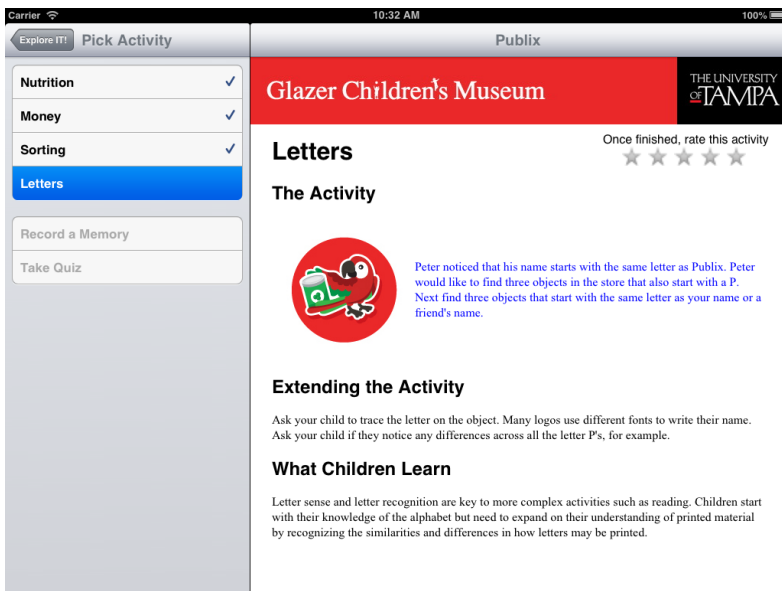 Carrier 10:32 AM 100%
Explore IT! Pick Activity Publix
Nutrition
Money
Sorting
Letters
Record a Memory
Take Quiz
Glazer Children's Museum
THE UNIVERSITY
OF TAMPA
Letters
Once finished, rate this activity
The Activity
OL
Peter noticed that his name starts with the same letter as Publix. Peter
would like to find three objects in the store that also start with a P.
Next find three objects that start with the same letter as your name or a
friend's name.
Extending the Activity
Ask your child to trace the letter on the object. Many logos use different fonts to write their name.
Ask your child if they notice any differences across all the letter P's, for example.
What Children Learn
Letter sense and letter recognition are key to more complex activities such as reading. Children start
with their knowledge of the alphabet but need to expand on their understanding of printed material
by recognizing the similarities and differences in how letters may be printed.